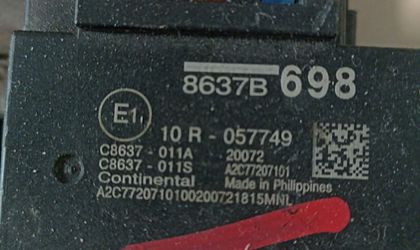 8637B 698
E1
10 R - 057749
C8637 - 011A 20072
C8637 - 011S A2C77207101
Continental Made in Philippines
A2C7720710100200721815MNL